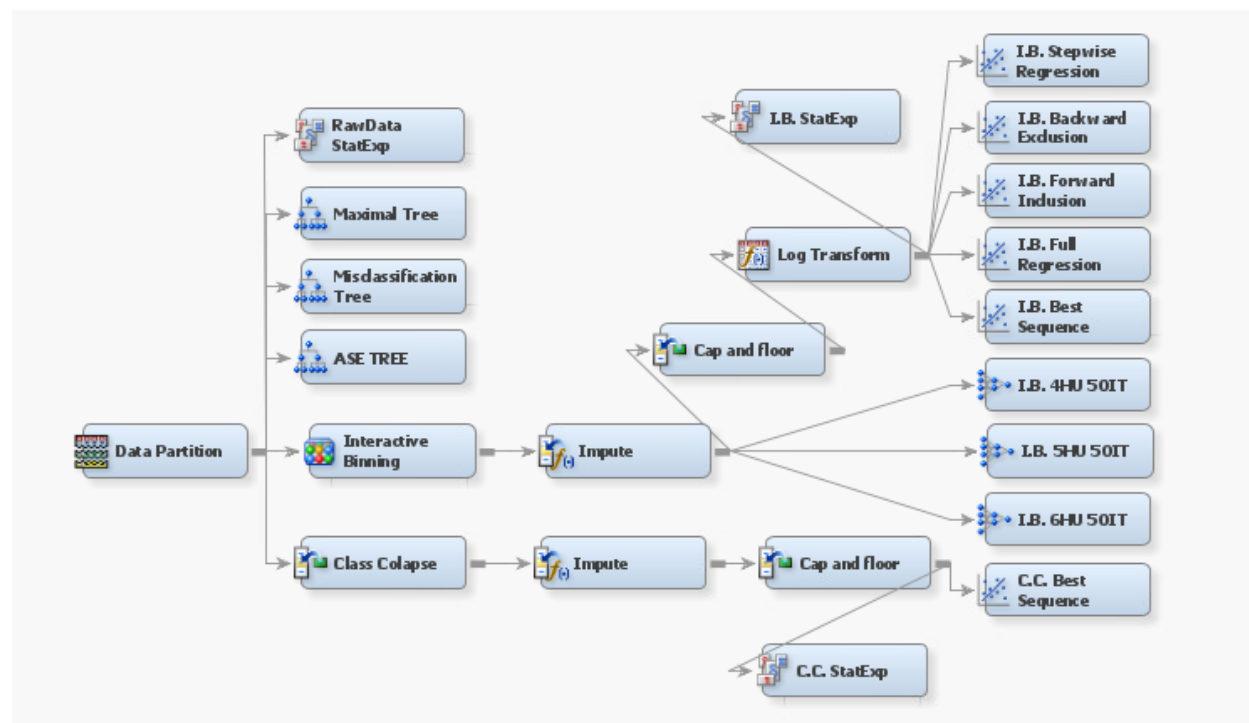 I.B. Stepwise
Regression
I.B. StatExp
I.B. Backward
Exclusion
RawData
StatExp
I.B. Forward
Inclusion
Maximal Tree
Log Transform
I.B. Full
Regression
Misclassification
Tree
I.B. Best
Sequence
Cap and floor
ASE TREE
I.B. 4HU 50IT
Data Partition
Interactive
Binning
Impute
I.B. 5HU 50IT
I.B. 6HU 50IT
Class Colapse
Impute
Cap and floor
C.C. Best
Sequence
C.C. StatExp